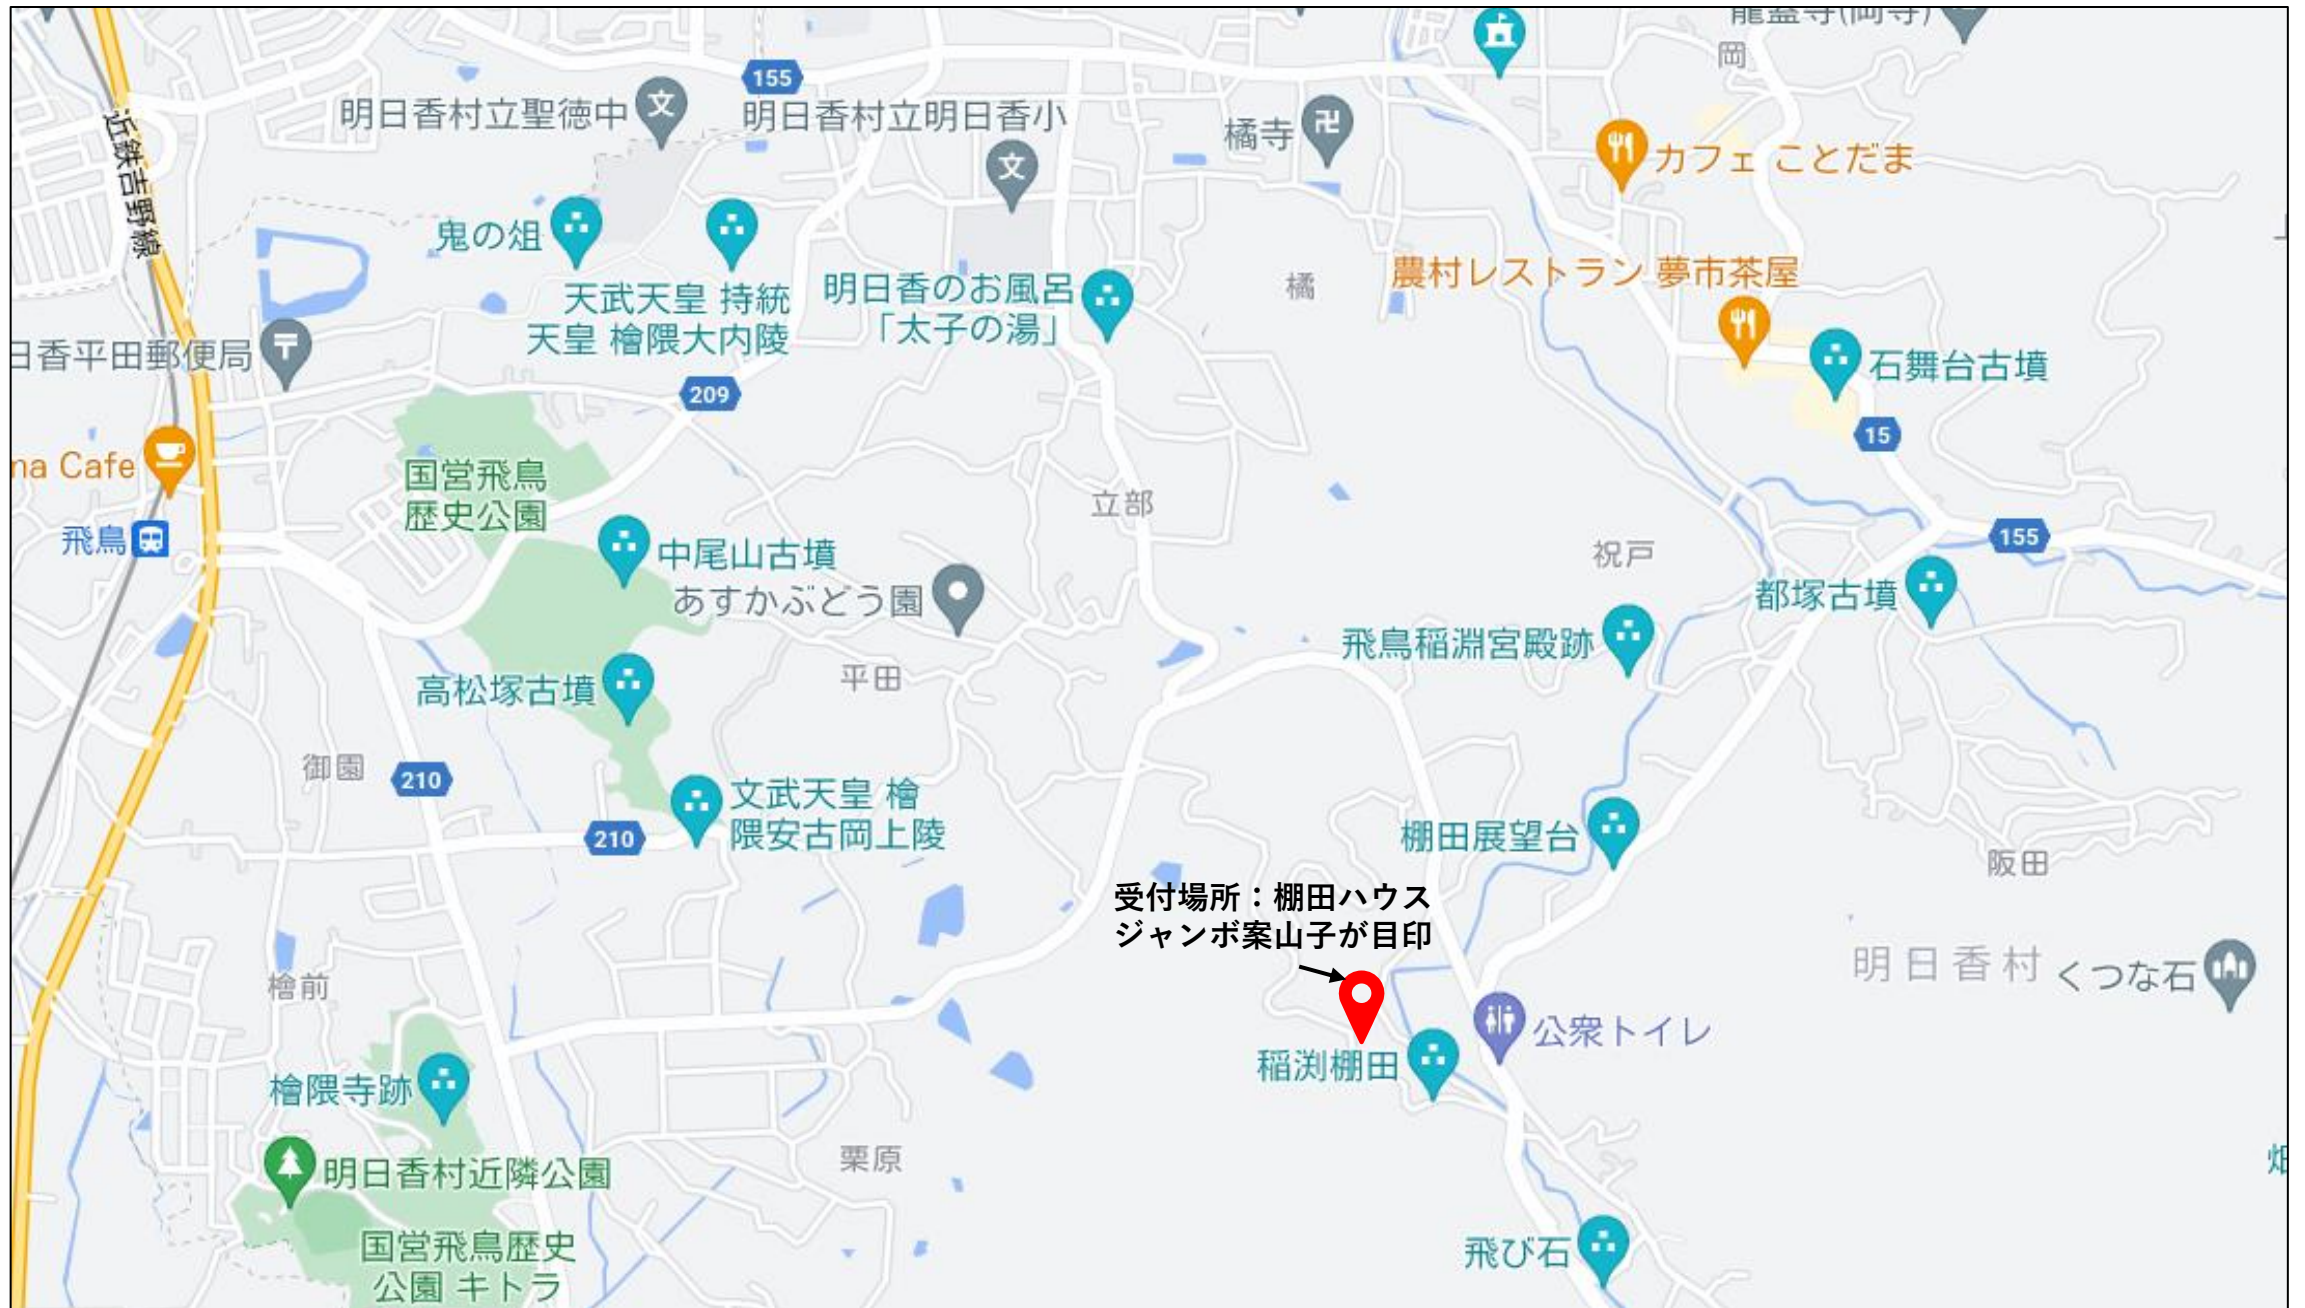 龍蓋寺(岡寺)
岡
155
明日香村立聖徳中
文
明日香村立明日香小
文
橘寺
カフェ ことだま
近鉄吉野線
鬼の俎
天武天皇 持統
天皇 檜隈大内陵
明日香のお風呂
「太子の湯」
橘
農村レストラン 夢市茶屋
日香平田郵便局
石舞台古墳
209
15
na Cafe
国営飛鳥
歴史公園
立部
飛鳥
中尾山古墳
祝戸
155
あすかぶどう園
都塚古墳
飛鳥稲淵宮殿跡
高松塚古墳
平田
御園
210
文武天皇 檜
隈安古岡上陵
210
棚田展望台
阪田
受付場所：棚田ハウス
ジャンボ案山子が目印
明日香村
くつな石
檜前
公衆トイレ
稲渕棚田
檜隈寺跡
栗原
畑
明日香村近隣公園
国営飛鳥歴史
公園 キトラ
飛び石